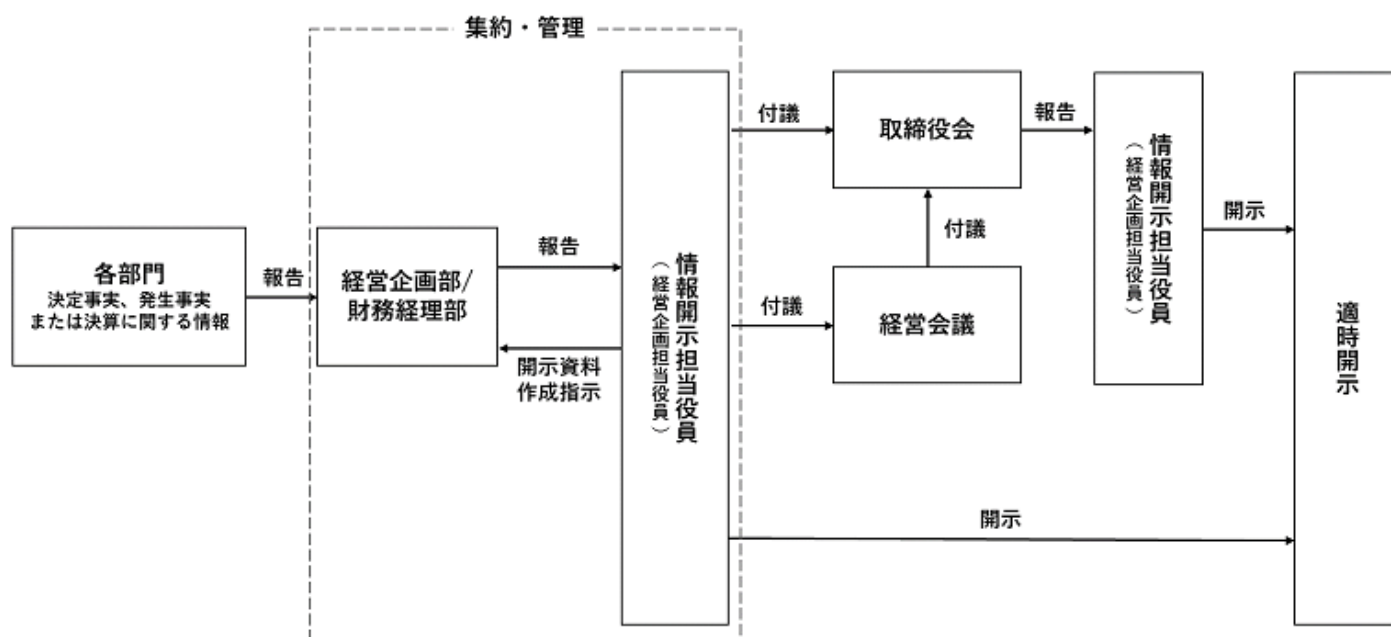 集約・管理
各部門
決定事実、発生事実
または決算に関する情報
報告
経営企画部/
財務経理部
報告
開示資料
作成指示
情報開示担当役員
（経営企画担当役員）
付議
付議
取締役会
付議
経営会議
報告
情報開示担当役員
（経営企画担当役員）
開示
開示
適時開示